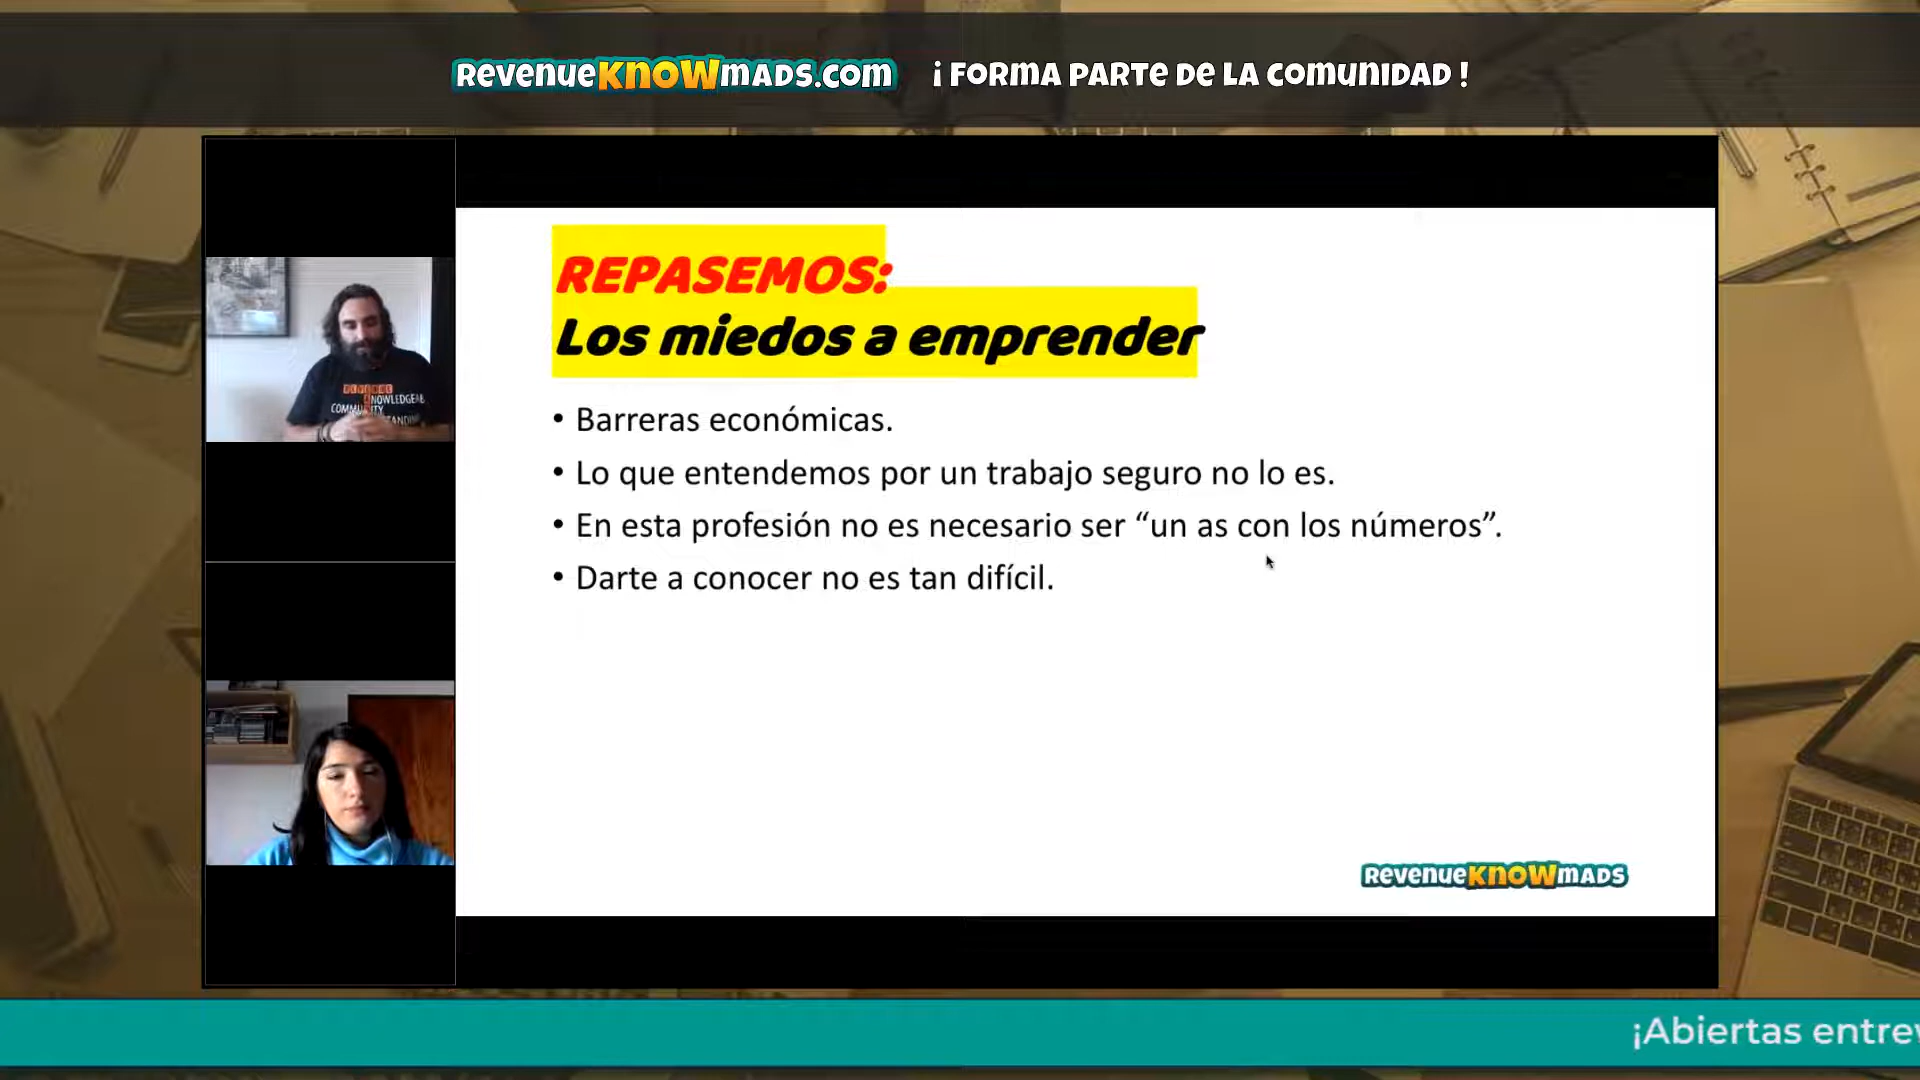 RevenueKNOWmads.com ¡ FORMA PARTE DE LA COMUNIDAD !
REPASEMOS:
Los miedos a emprender
• Barreras económicas.
• Lo que entendemos por un trabajo seguro no lo es.
• En esta profesión no es necesario ser “un as con los números”.
• Darte a conocer no es tan difícil.
RevenueKNOWmads
¡Abiertas entrev